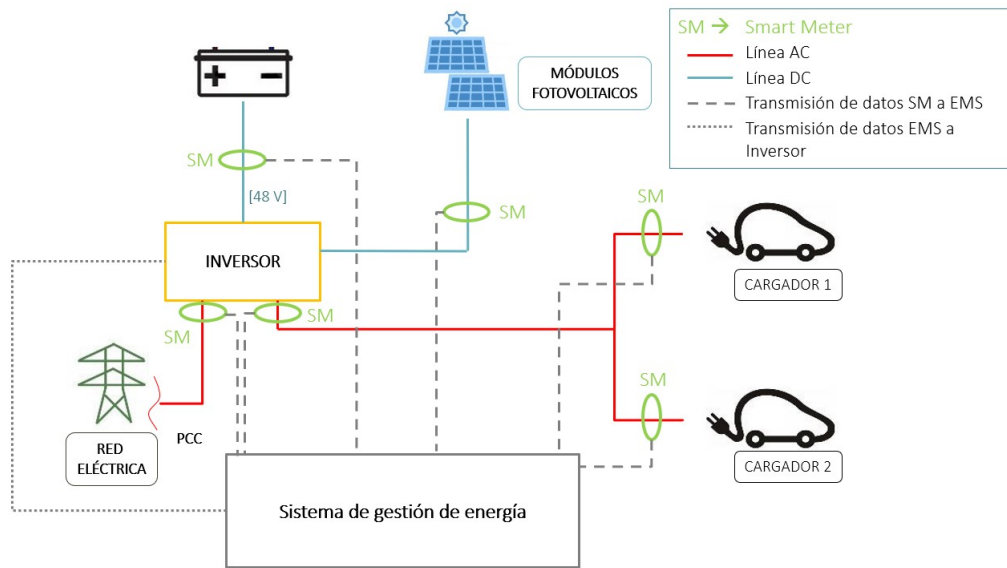 SM → Smart Meter
Línea AC
Línea DC
Transmisión de datos SM a EMS
Transmisión de datos EMS a
Inversor
MÓDULOS
FOTOVOLTAICOS
SM
[48 V]
SM
INVERSOR
SM
SM
SM
CARGADOR 1
SM
CARGADOR 2
RED
ELÉCTRICA
PCC
Sistema de gestión de energía